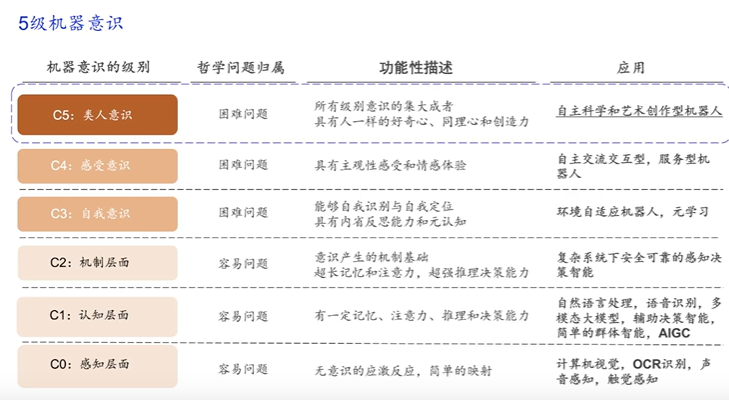 5级机器意识
机器意识的级别
哲学问题归属
功能性描述
应用
C5：类人意识
困难问题
所有级别意识的集大成者
具有人一样的好奇心、同理心和创造力
自主科学和艺术创作型机器人
C4：感受意识
困难问题
具有主观性感受和情感体验
自主交流交互型，服务型机
器人
C3：自我意识
困难问题
能够自我识别与自我定位
具有内省反思能力和元认知
环境自适应机器人，元学习
C2：机制层面
容易问题
意识产生的机制基础
超长记忆和注意力，超强推理决策能力
复杂系统下安全可靠的感知决
策智能
C1：认知层面
容易问题
有一定记忆、注意力、推理和决策能力
自然语言处理，语音识别，多
模态大模型，辅助决策智能，
简单的群体智能，AIGC
C0：感知层面
容易问题
无意识的应激反应，简单的映射
计算机视觉，OCR识别，声
音感知，触觉感知